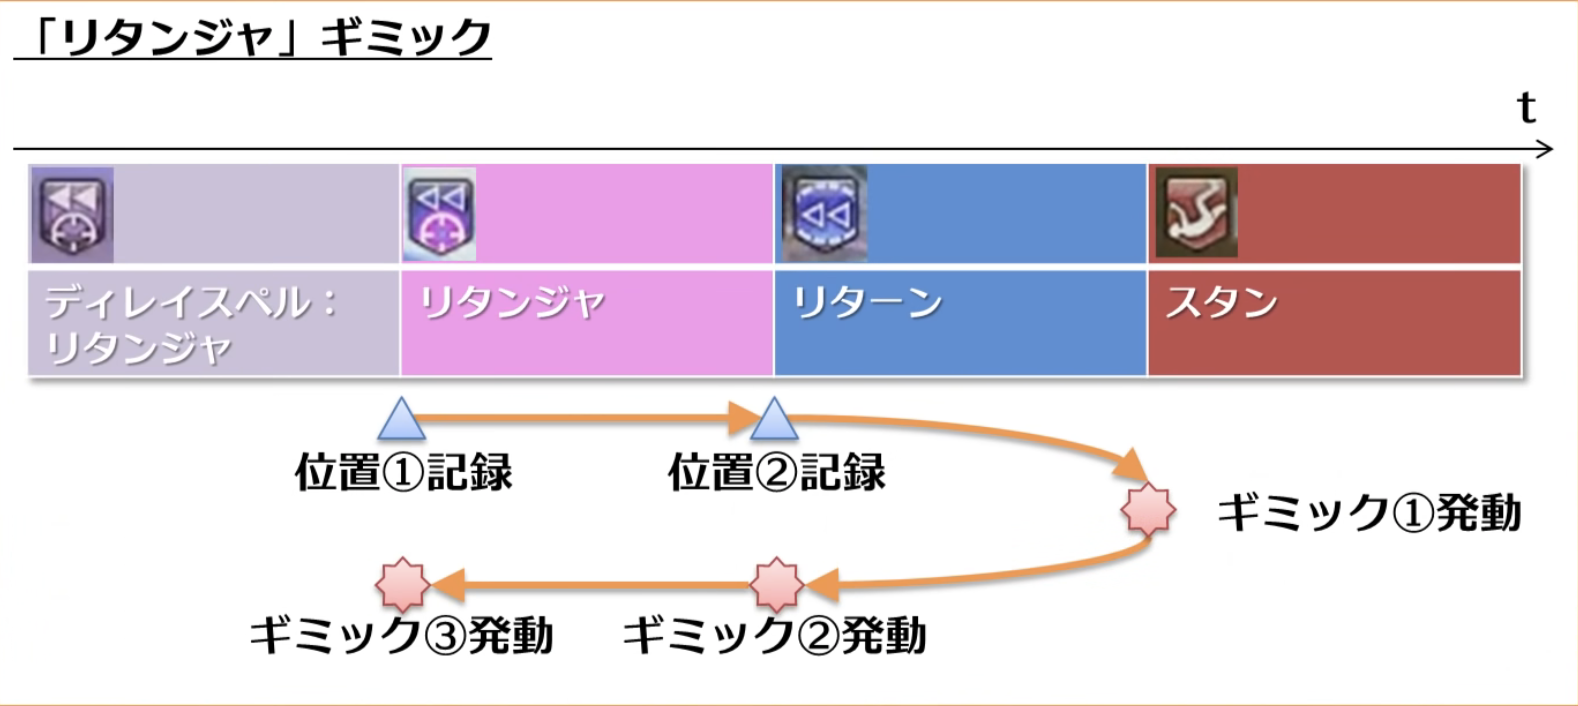 「リタンジャ」ギミック
t
ディレイスペル：
リタンジャ
リタンジャ
リターン
スタン
位置①記録
位置②記録
ギミック①発動
ギミック③発動
ギミック②発動